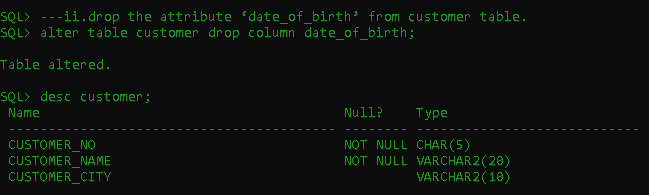 SQL> ---ii.drop the attribute ‘date_of_birth’ from customer table.
SQL> alter table customer drop column date_of_birth;
Table altered.
SQL> desc customer;
Name Null? Type
----------------------------------------- -------- ----------------------------
CUSTOMER_NO NOT NULL CHAR(5)
CUSTOMER_NAME NOT NULL VARCHAR2(20)
CUSTOMER_CITY VARCHAR2(10)